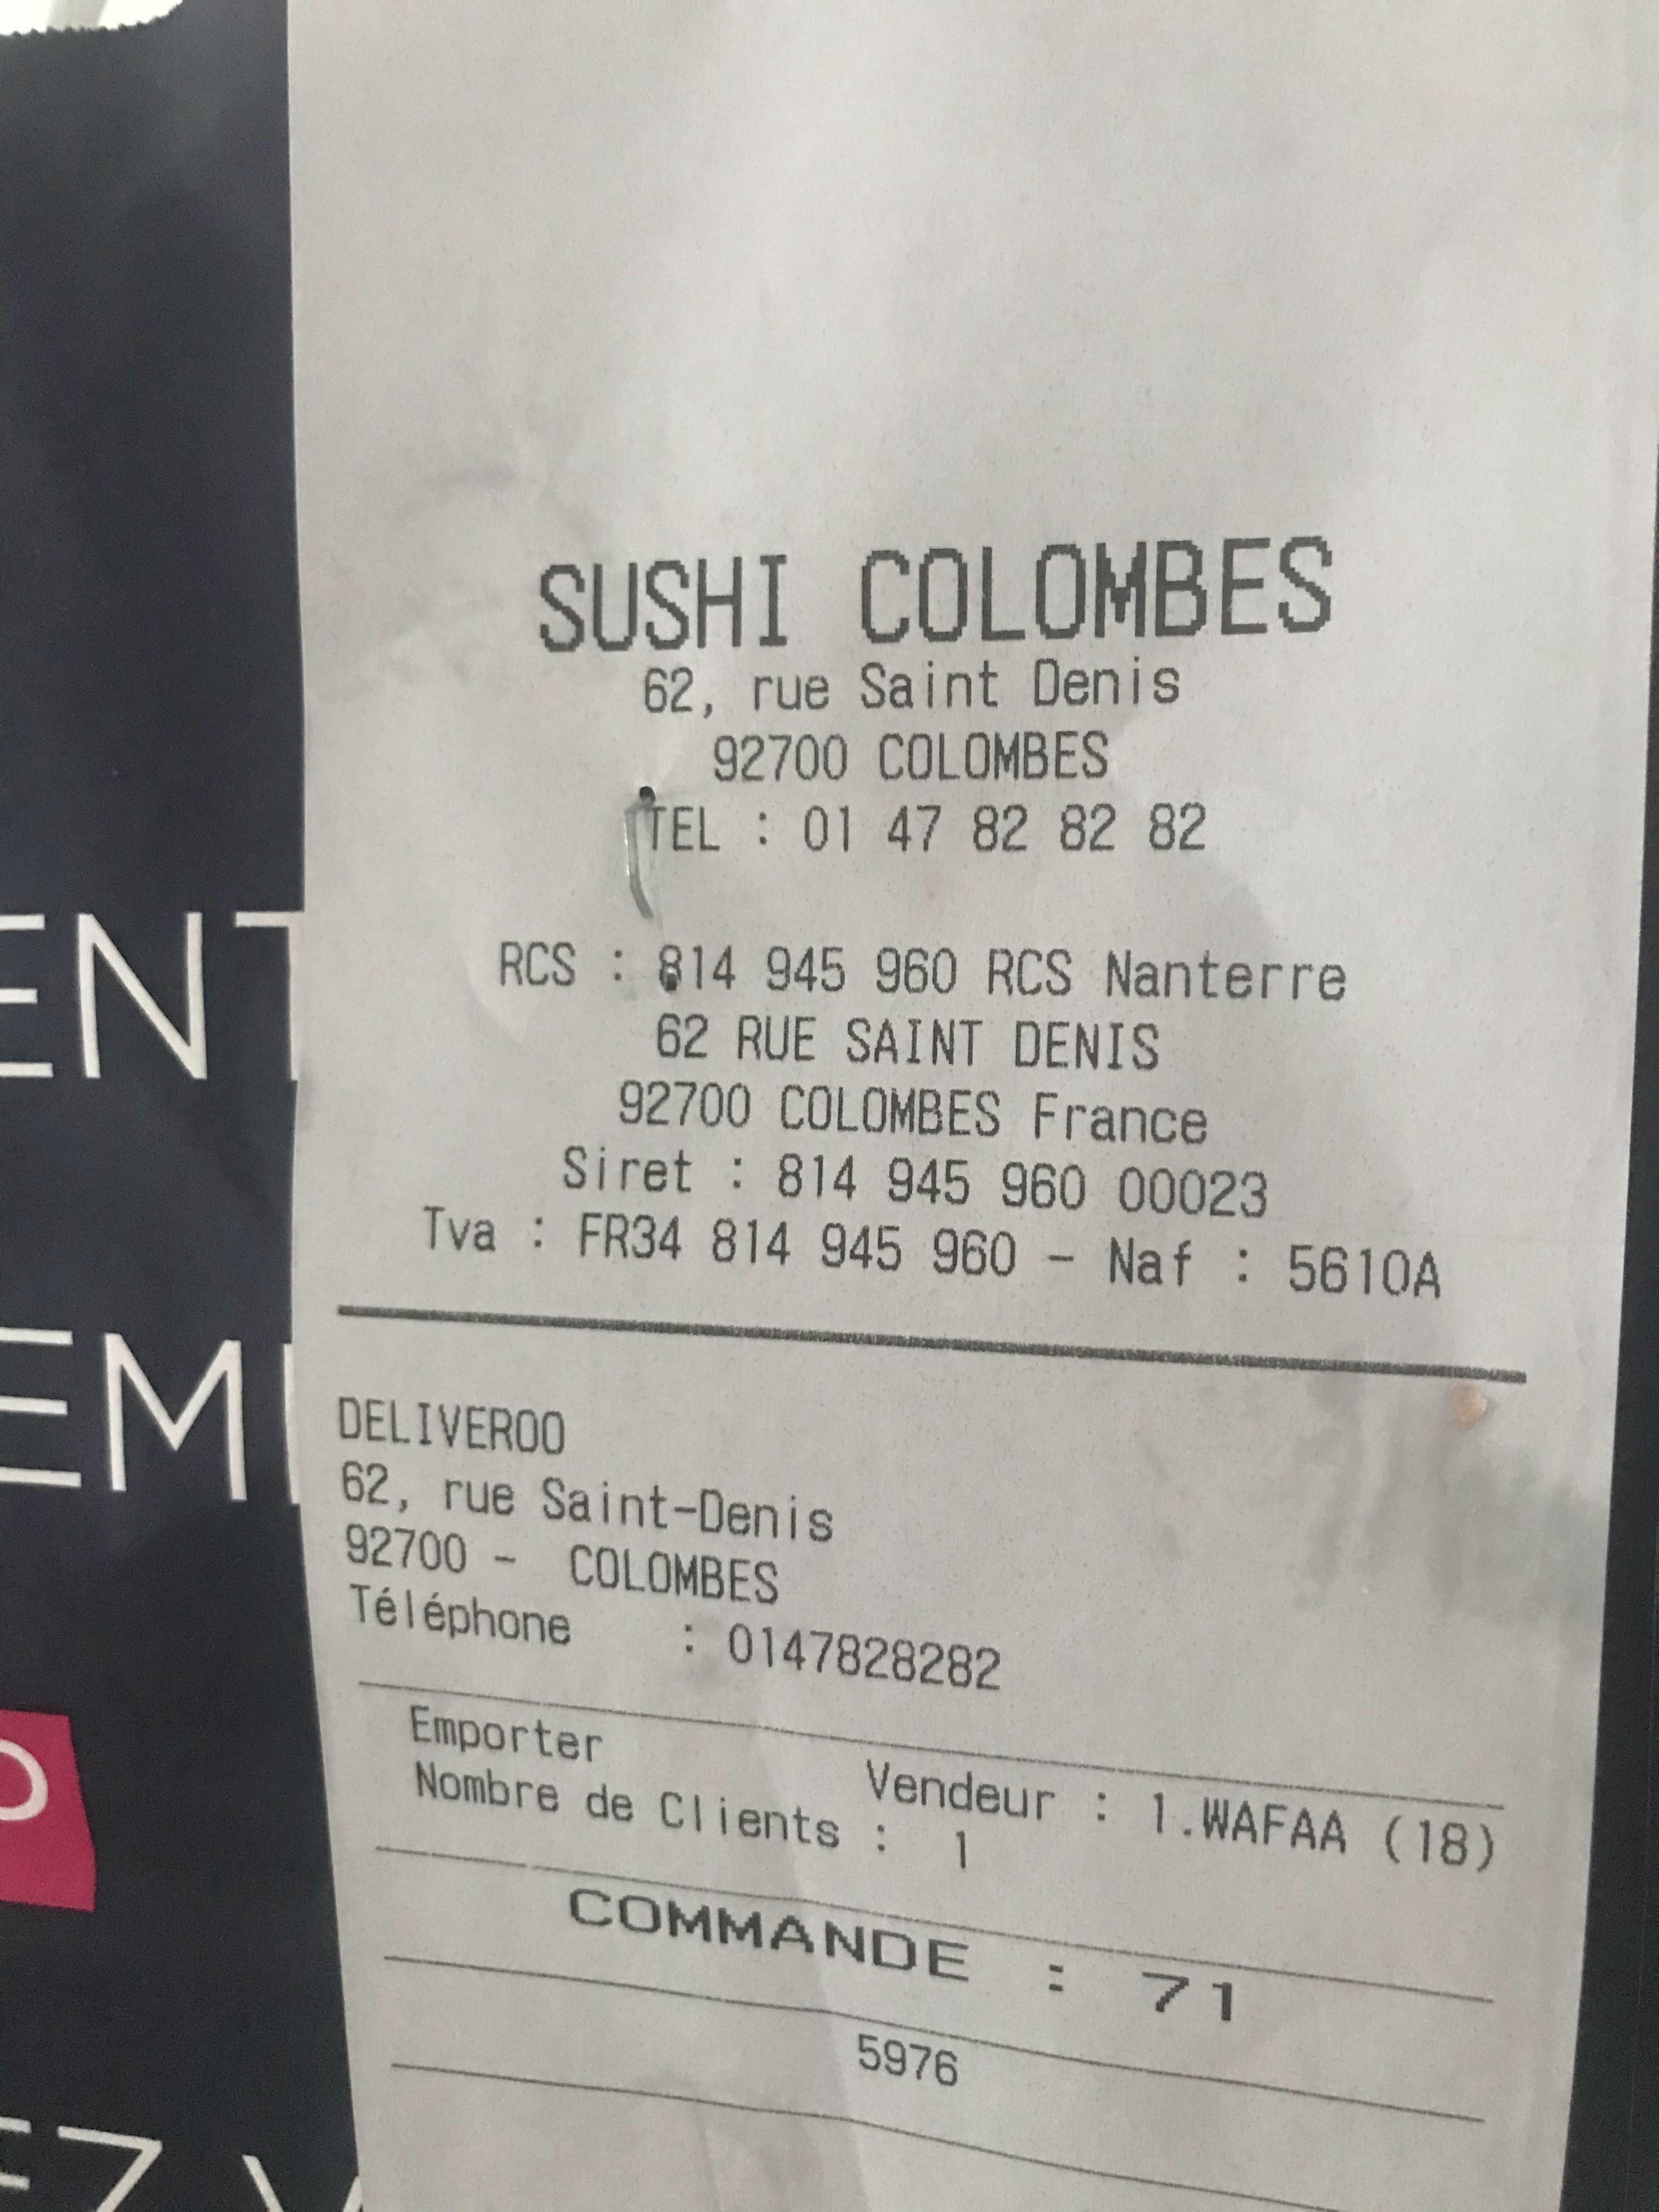 SUSHI COLOMBES
62, rue Saint Denis
92700 COLOMBES
TEL : 01 47 82 82 82
RCS : 814 945 960 RCS Nanterre
62 RUE SAINT DENIS
92700 COLOMBES France
Siret : 814 945 960 00023
Tva : FR34 814 945 960 - Naf : 5610A
DELIVEROO
62, rue Saint-Denis
92700 - COLOMBES
Téléphone : 0147828282
Emporter Vendeur : 1.WAFAA (18)
Nombre de Clients : 1
COMMANDE : 71
5976